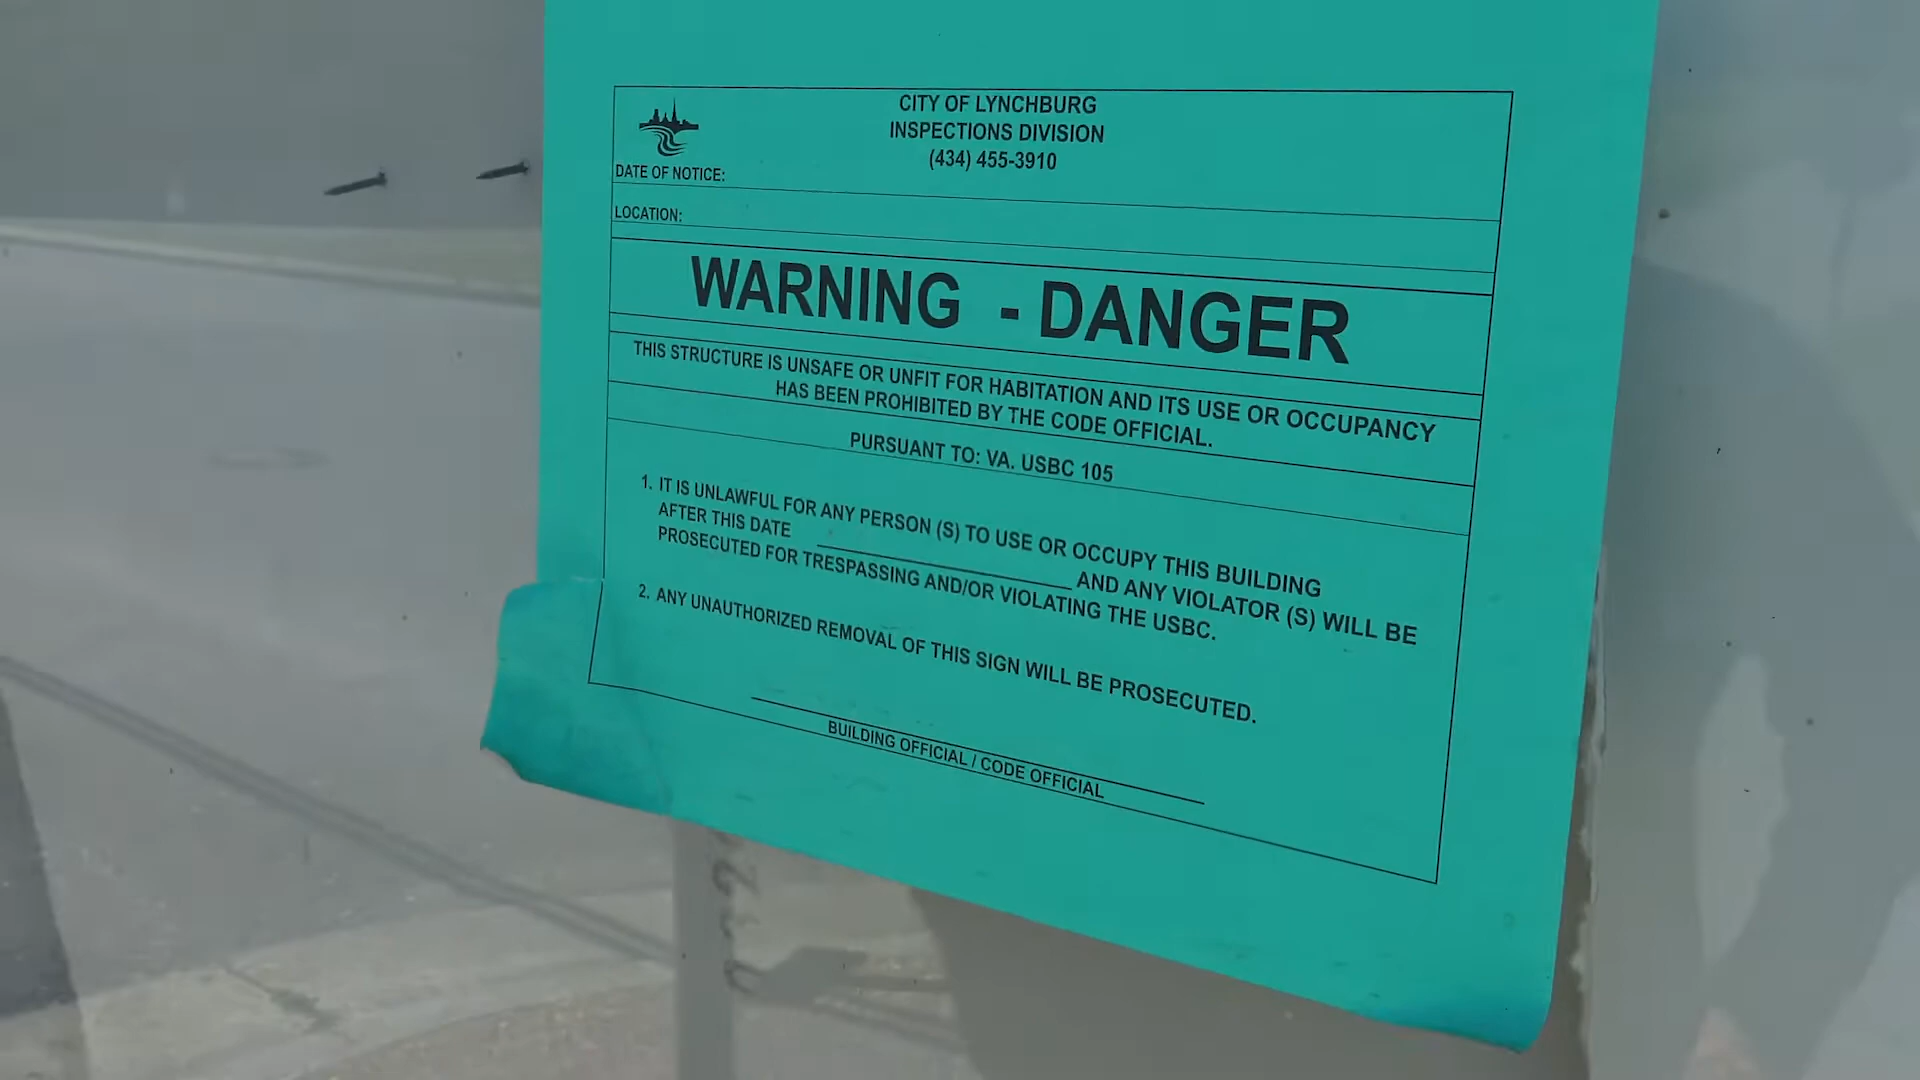 CITY OF LYNCHBURG
INSPECTIONS DIVISION
(434) 455-3910
DATE OF NOTICE:
LOCATION:
WARNING - DANGER
THIS STRUCTURE IS UNSAFE OR UNFIT FOR HABITATION AND ITS USE OR OCCUPANCY
HAS BEEN PROHIBITED BY THE CODE OFFICIAL.
PURSUANT TO: VA. USBC 105
1. IT IS UNLAWFUL FOR ANY PERSON (S) TO USE OR OCCUPY THIS BUILDING
AFTER THIS DATE ____________ AND ANY VIOLATOR (S) WILL BE
PROSECUTED FOR TRESPASSING AND/OR VIOLATING THE USBC.
2. ANY UNAUTHORIZED REMOVAL OF THIS SIGN WILL BE PROSECUTED.
BUILDING OFFICIAL / CODE OFFICIAL